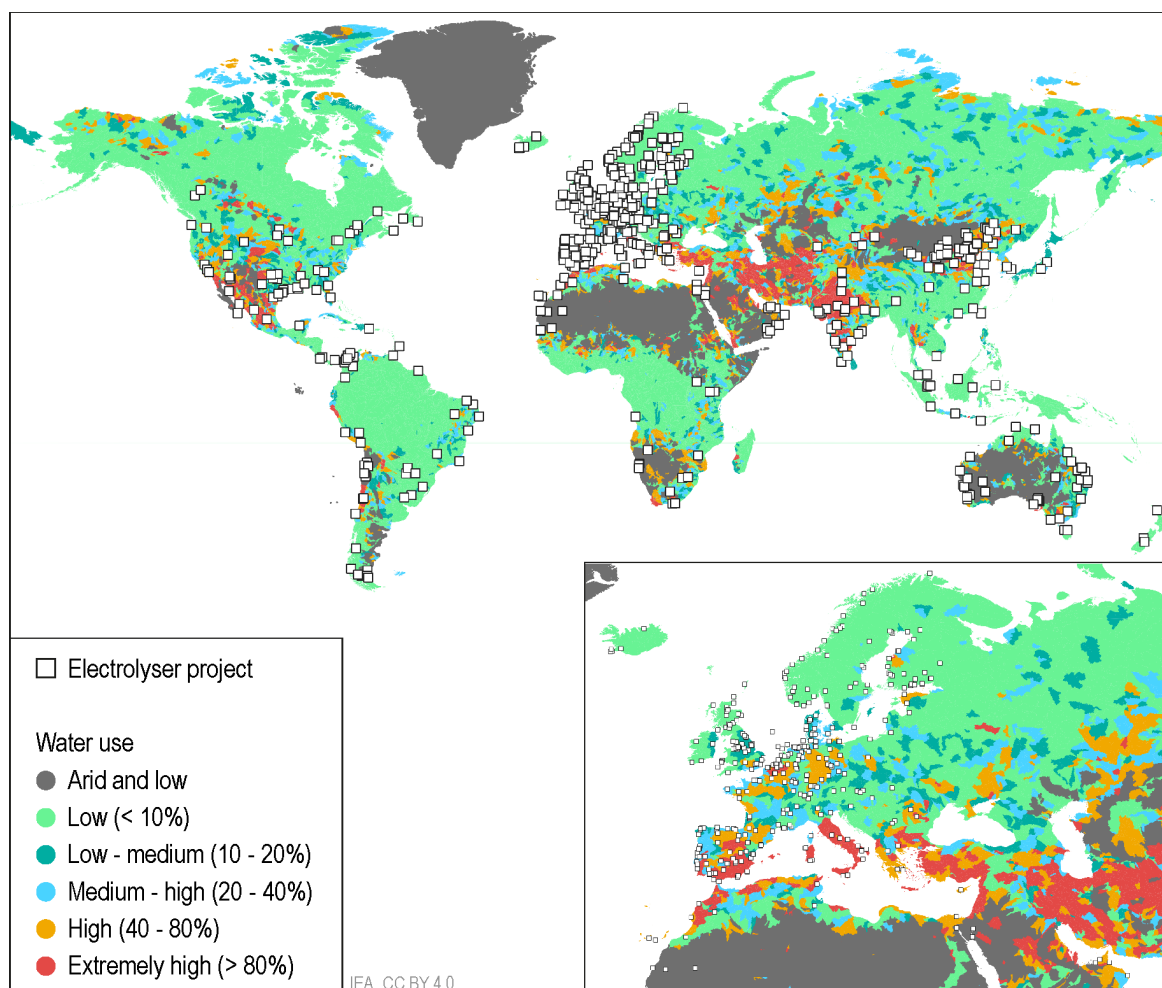 Electrolyser project
Water use
Arid and low
Low (< 10%)
Low - medium (10 - 20%)
Medium - high (20 - 40%)
High (40 - 80%)
Extremely high (> 80%)
IEA. CC BY 4.0